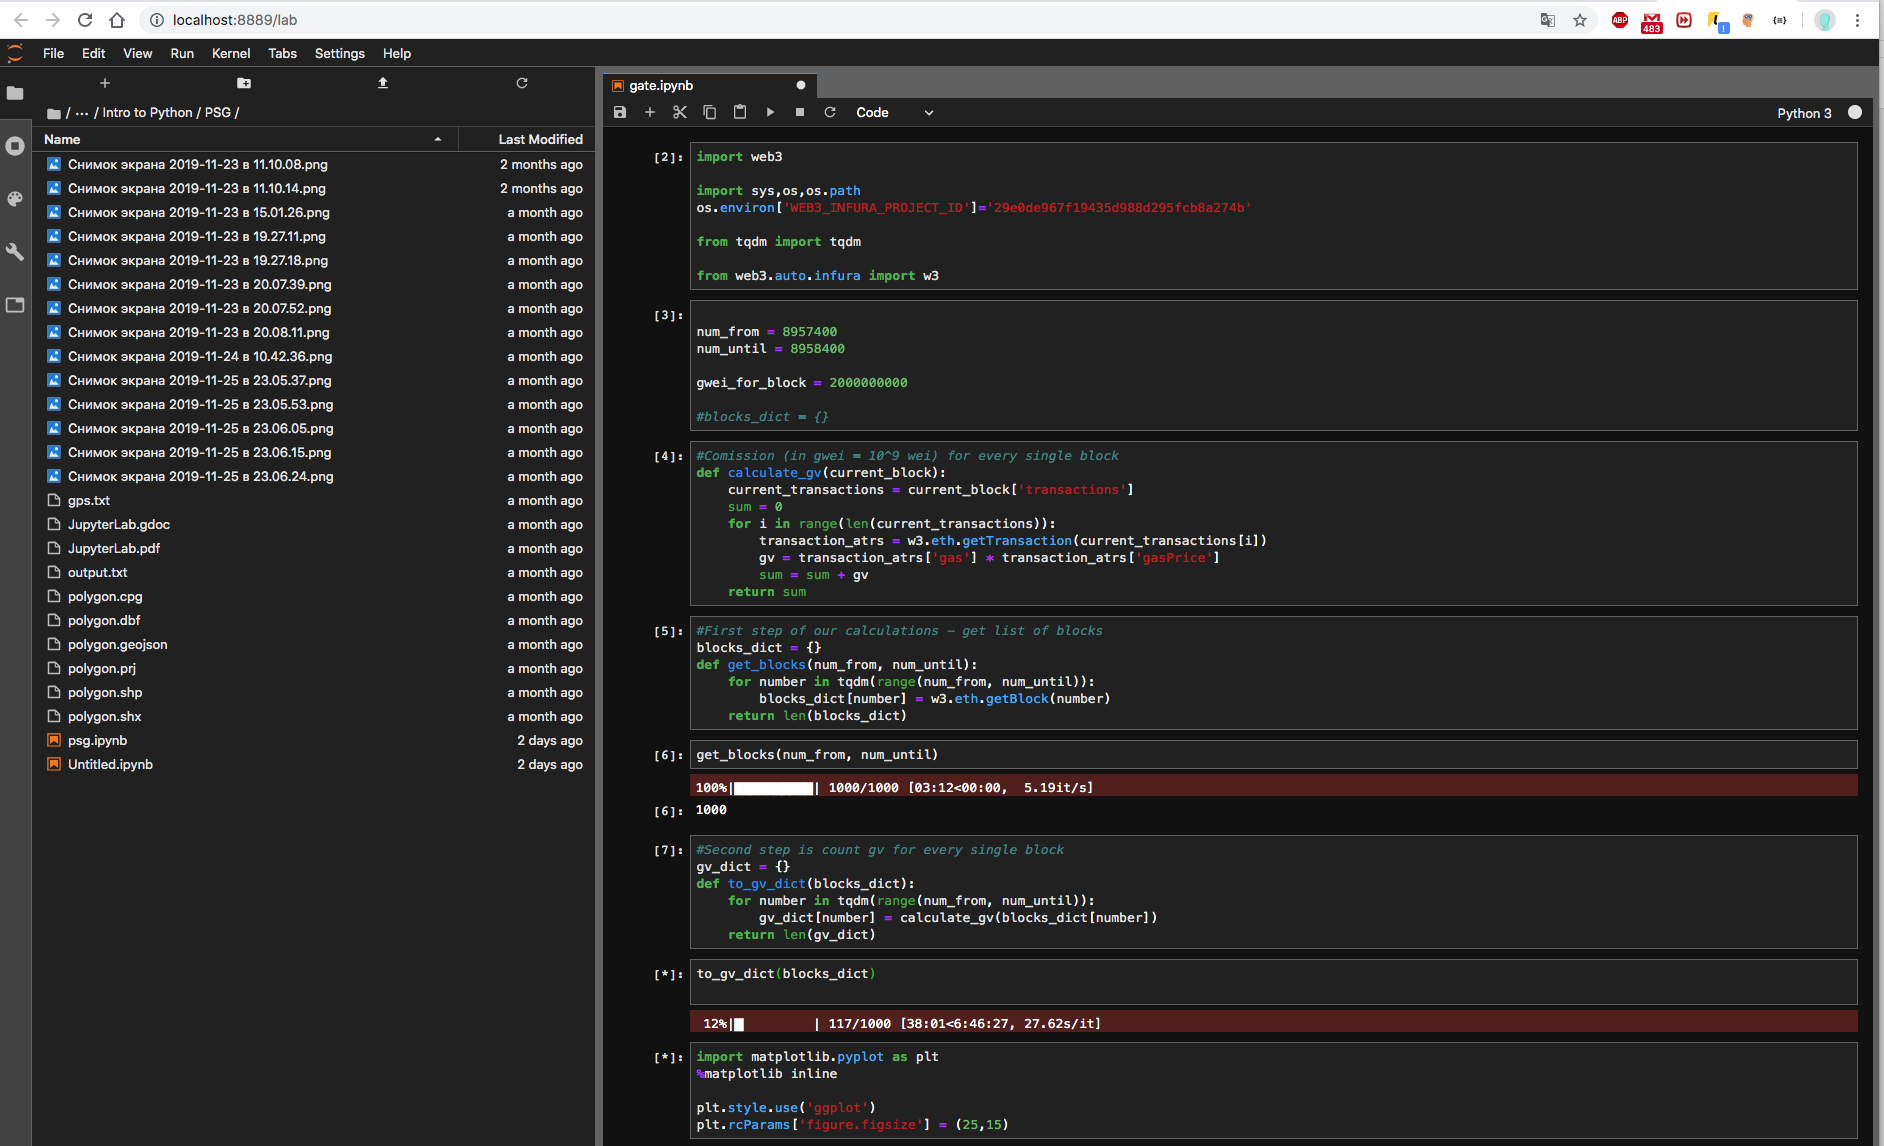 localhost:8889/lab
ABP
483
File Edit View Run Kernel Tabs Settings Help
/ ··· / Intro to Python / PSG /
Name Last Modified
Снимок экрана 2019-11-23 в 11.10.08.png 2 months ago
Снимок экрана 2019-11-23 в 11.10.14.png 2 months ago
Снимок экрана 2019-11-23 в 15.01.26.png a month ago
Снимок экрана 2019-11-23 в 19.27.11.png a month ago
Снимок экрана 2019-11-23 в 19.27.18.png a month ago
Снимок экрана 2019-11-23 в 20.07.39.png a month ago
Снимок экрана 2019-11-23 в 20.07.52.png a month ago
Снимок экрана 2019-11-23 в 20.08.11.png a month ago
Снимок экрана 2019-11-24 в 10.42.36.png a month ago
Снимок экрана 2019-11-25 в 23.05.37.png a month ago
Снимок экрана 2019-11-25 в 23.05.53.png a month ago
Снимок экрана 2019-11-25 в 23.06.05.png a month ago
Снимок экрана 2019-11-25 в 23.06.15.png a month ago
Снимок экрана 2019-11-25 в 23.06.24.png a month ago
gps.txt a month ago
JupyterLab.gdoc a month ago
JupyterLab.pdf a month ago
output.txt a month ago
polygon.cpg a month ago
polygon.dbf a month ago
polygon.geojson a month ago
polygon.prj a month ago
polygon.shp a month ago
polygon.shx a month ago
psg.ipynb 2 days ago
Untitled.ipynb 2 days ago
gate.ipynb
Code
Python 3
[2]: import web3
import sys,os,os.path
os.environ['WEB3_INFURA_PROJECT_ID']='29e0de967f19435d988d295fcb8a274b'
from tqdm import tqdm
from web3.auto.infura import w3
[3]:
num_from = 8957400
num_until = 8958400
gwei_for_block = 2000000000
#blocks_dict = {}
[4]: #Comission (in gwei = 10^9 wei) for every single block
def calculate_gv(current_block):
current_transactions = current_block['transactions']
sum = 0
for i in range(len(current_transactions)):
transaction_atrs = w3.eth.getTransaction(current_transactions[i])
gv = transaction_atrs['gas'] * transaction_atrs['gasPrice']
sum = sum + gv
return sum
[5]: #First step of our calculations – get list of blocks
blocks_dict = {}
def get_blocks(num_from, num_until):
for number in tqdm(range(num_from, num_until)):
blocks_dict[number] = w3.eth.getBlock(number)
return len(blocks_dict)
[6]: get_blocks(num_from, num_until)
100%|██████████| 1000/1000 [03:12<00:00, 5.19it/s]
[6]: 1000
[7]: #Second step is count gv for every single block
gv_dict = {}
def to_gv_dict(blocks_dict):
for number in tqdm(range(num_from, num_until)):
gv_dict[number] = calculate_gv(blocks_dict[number])
return len(gv_dict)
[*]: to_gv_dict(blocks_dict)
12%|█ | 117/1000 [38:01<6:46:27, 27.62s/it]
[*]: import matplotlib.pyplot as plt
%matplotlib inline
plt.style.use('ggplot')
plt.rcParams['figure.figsize'] = (25,15)